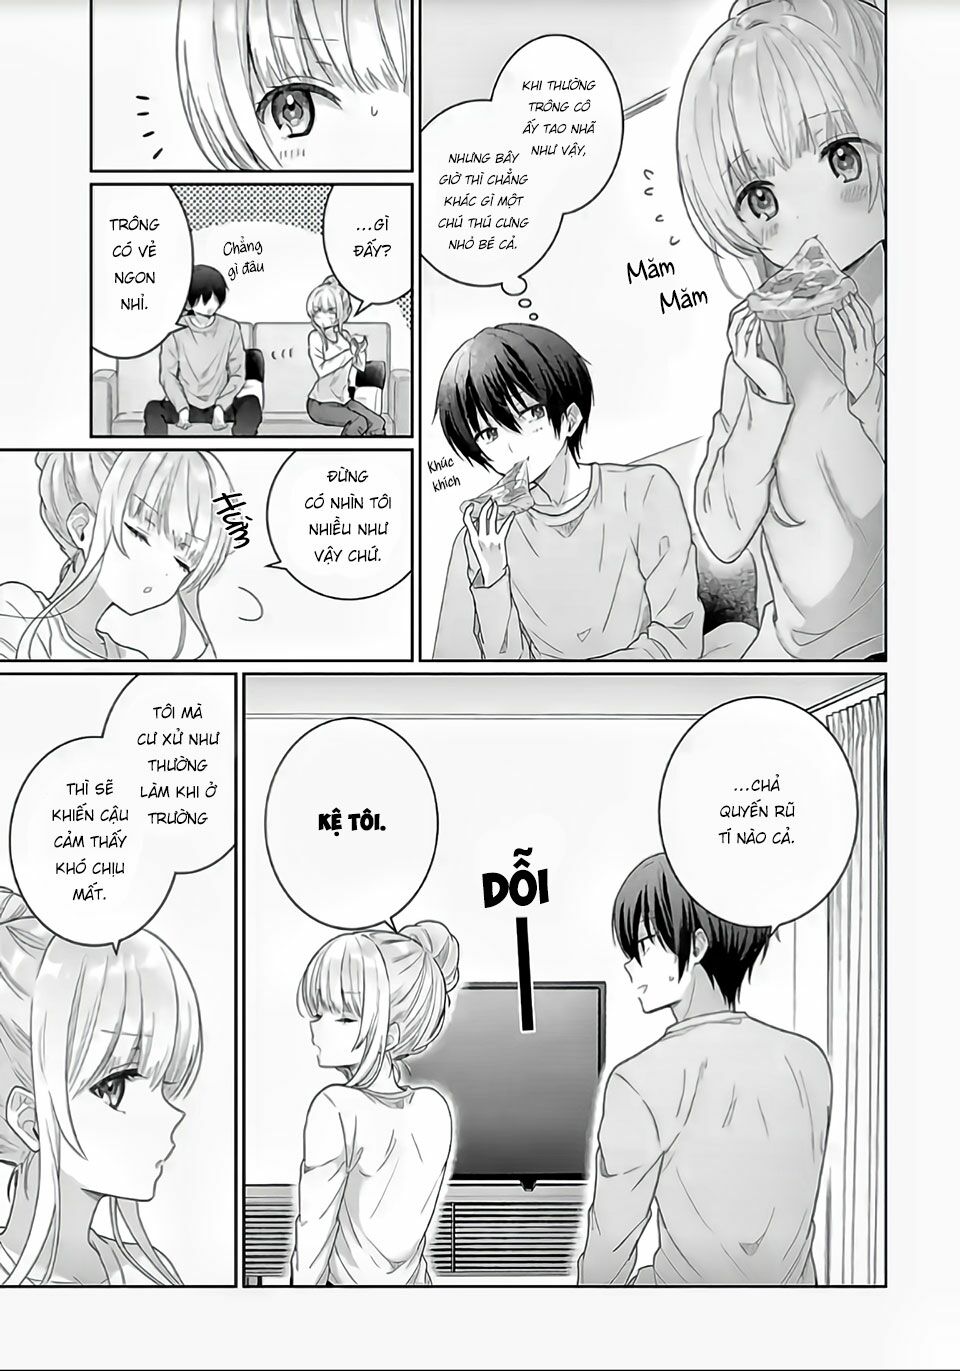 KHI THƯỜNG
TRÔNG CÔ
ẤY TAO NHÃ
NHƯ VẬY,
NHƯNG BÂY
GIỜ THÌ CHẲNG
KHÁC GÌ MỘT
CHÚ THÚ CƯNG
NHỎ BÉ CẢ.
Măm
Măm
Khúc
khích
...GÌ
ĐẤY?
Chẳng
gì đâu
TRÔNG
CÓ VẺ
NGON
NHỈ.
ĐỪNG
CÓ NHÌN TÔI
NHIỀU NHƯ
VẬY CHỨ.
Hứm
...CHẢ
QUYẾN RŨ
TÍ NÀO CẢ.
DỖI
KỆ TÔI.
TÔI MÀ
CƯ XỬ NHƯ
THƯỜNG
LÀM KHI Ở
TRƯỜNG
THÌ SẼ
KHIẾN CẬU
CẢM THẤY
KHÓ CHỊU
MẤT.